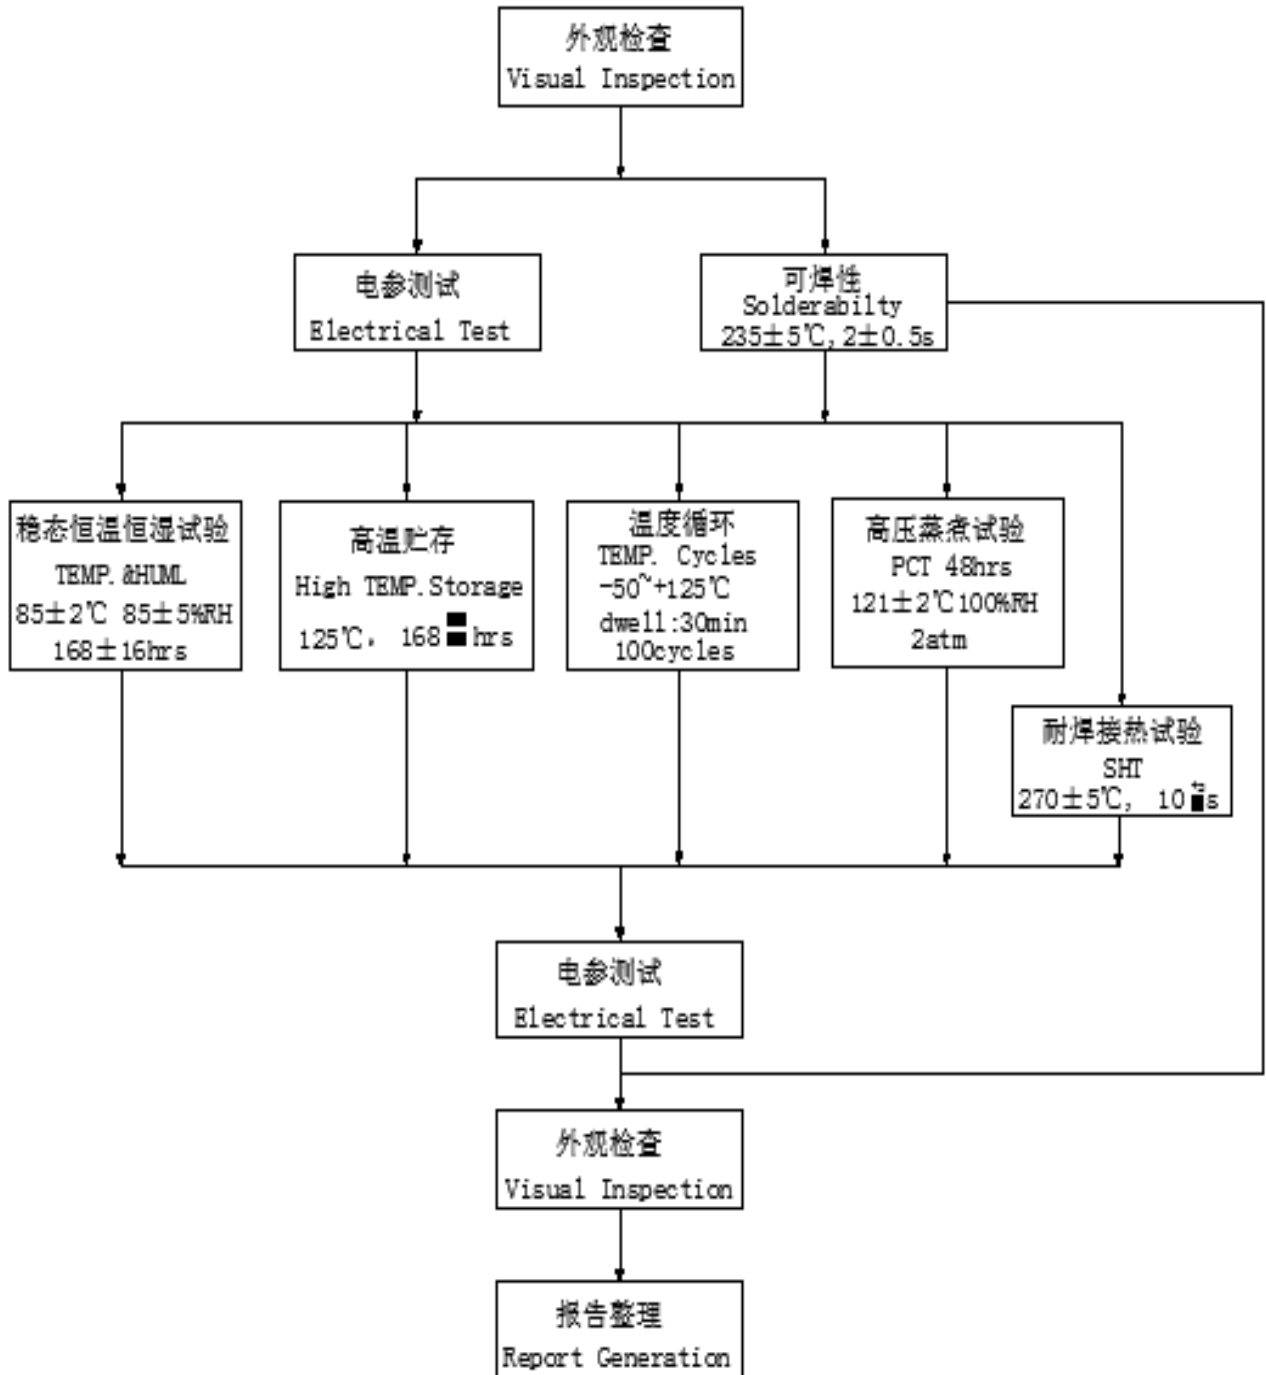 外观检查
Visual Inspection
电参测试
Electrical Test
可焊性
Solderabilty
235±5℃,2±0.5s
稳态恒温恒湿试验
TEMP.&HUML
85±2℃ 85±5%RH
168±16hrs
高温贮存
High TEMP.Storage
125℃, 168 hrs
温度循环
TEMP. Cycles
-50~+125℃
dwell:30min
100cycles
高压蒸煮试验
PCT 48hrs
121±2℃100%RH
2atm
耐焊接热试验
SHT
270±5℃, 10 s
电参测试
Electrical Test
外观检查
Visual Inspection
报告整理
Report Generation